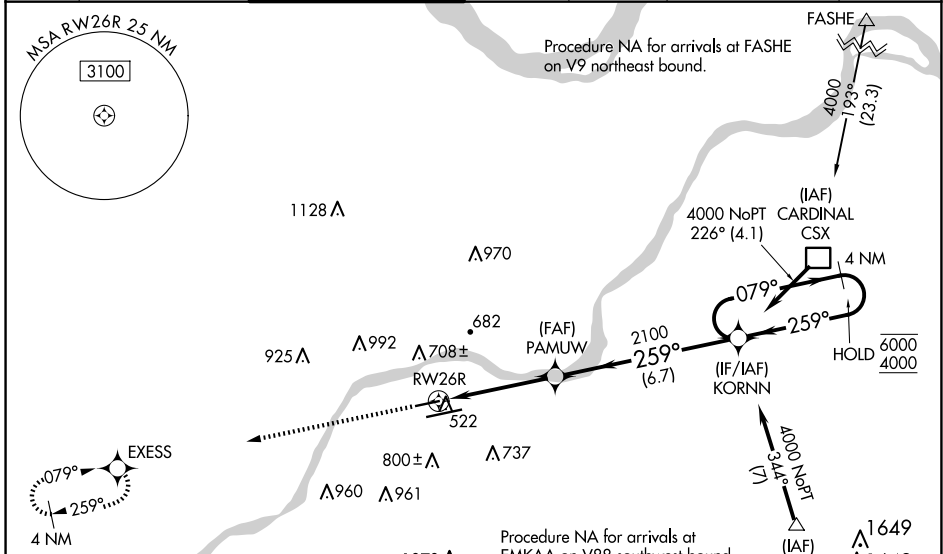 MSA RW26R 25 NM
3100
Procedure NA for arrivals at FASHE
on V9 northeast bound.
FASHE
4000
193°
(23.3)
(IAF)
CARDINAL
CSX
4000 NoPT
226° (4.1)
4 NM
1128
970
079°
259°
HOLD
6000
4000
682
(FAF)
PAMUW
2100
259°
(6.7)
(IF/IAF)
KORNN
925
992
708±
RW26R
522
EXESS
079°
259°
4 NM
800±
737
960
961
4000 NoPT
344°
(7)
(IAF)
1649
Procedure NA for arrivals at